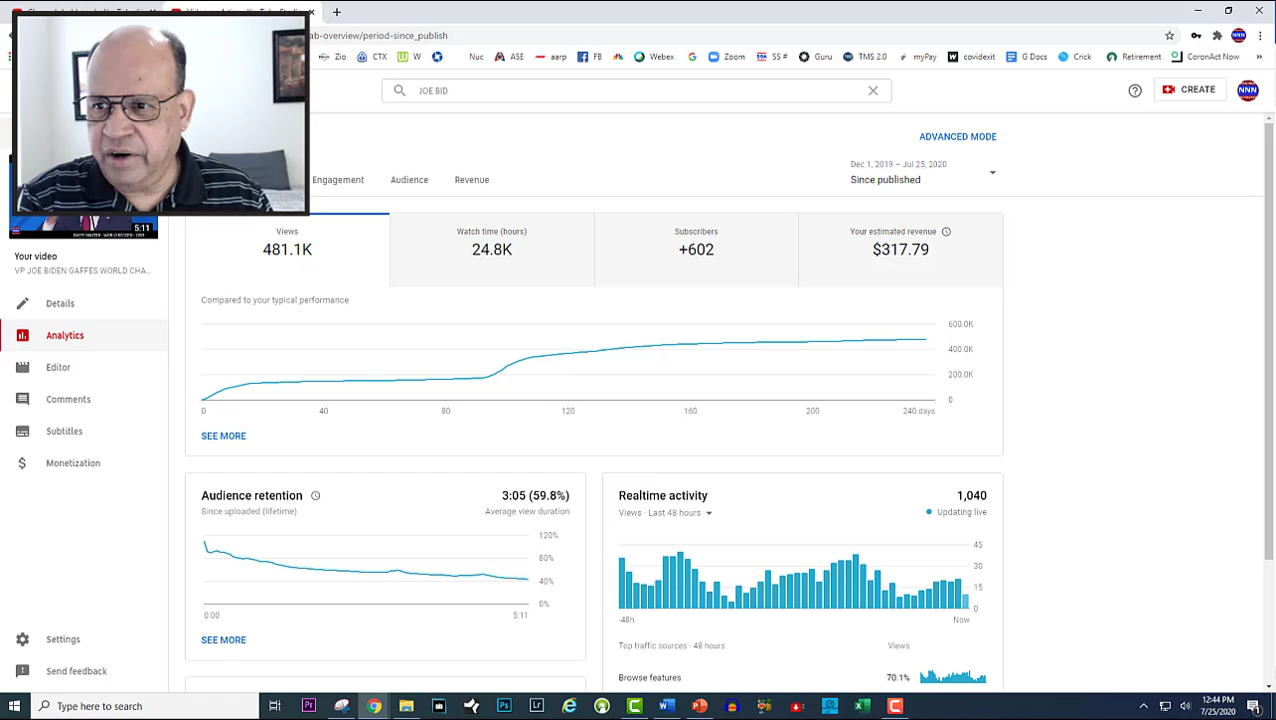 ab-overview/period-since_publish
Zio
CTX
W
Nuc
ASE
aarp
FB
Webex
Zoom
SS #
Guru
TMS 2.0
myPay
covidexit
G Docs
Crick
Retirement
CoronAct Now
»
JOE BID
CREATE
NNN
ADVANCED MODE
Dec 1, 2019 – Jul 25, 2020
Since published
Engagement
Audience
Revenue
5:11
Your video
VP JOE BIDEN GAFFES WORLD CHA...
Details
Analytics
Editor
Comments
Subtitles
Monetization
Settings
Send feedback
Views
481.1K
Watch time (hours)
24.8K
Subscribers
+602
Your estimated revenue
$317.79
Compared to your typical performance
600.0K
400.0K
200.0K
0
0
40
80
120
160
200
240 days
SEE MORE
Audience retention
3:05 (59.8%)
Since uploaded (lifetime)
Average view duration
120%
80%
40%
0%
0:00
5:11
SEE MORE
Realtime activity
1,040
Views · Last 48 hours
Updating live
45
30
15
0
-48h
Now
Top traffic sources · 48 hours
Views
Browse features
70.1%
Type here to search
12:44 PM
7/25/2020